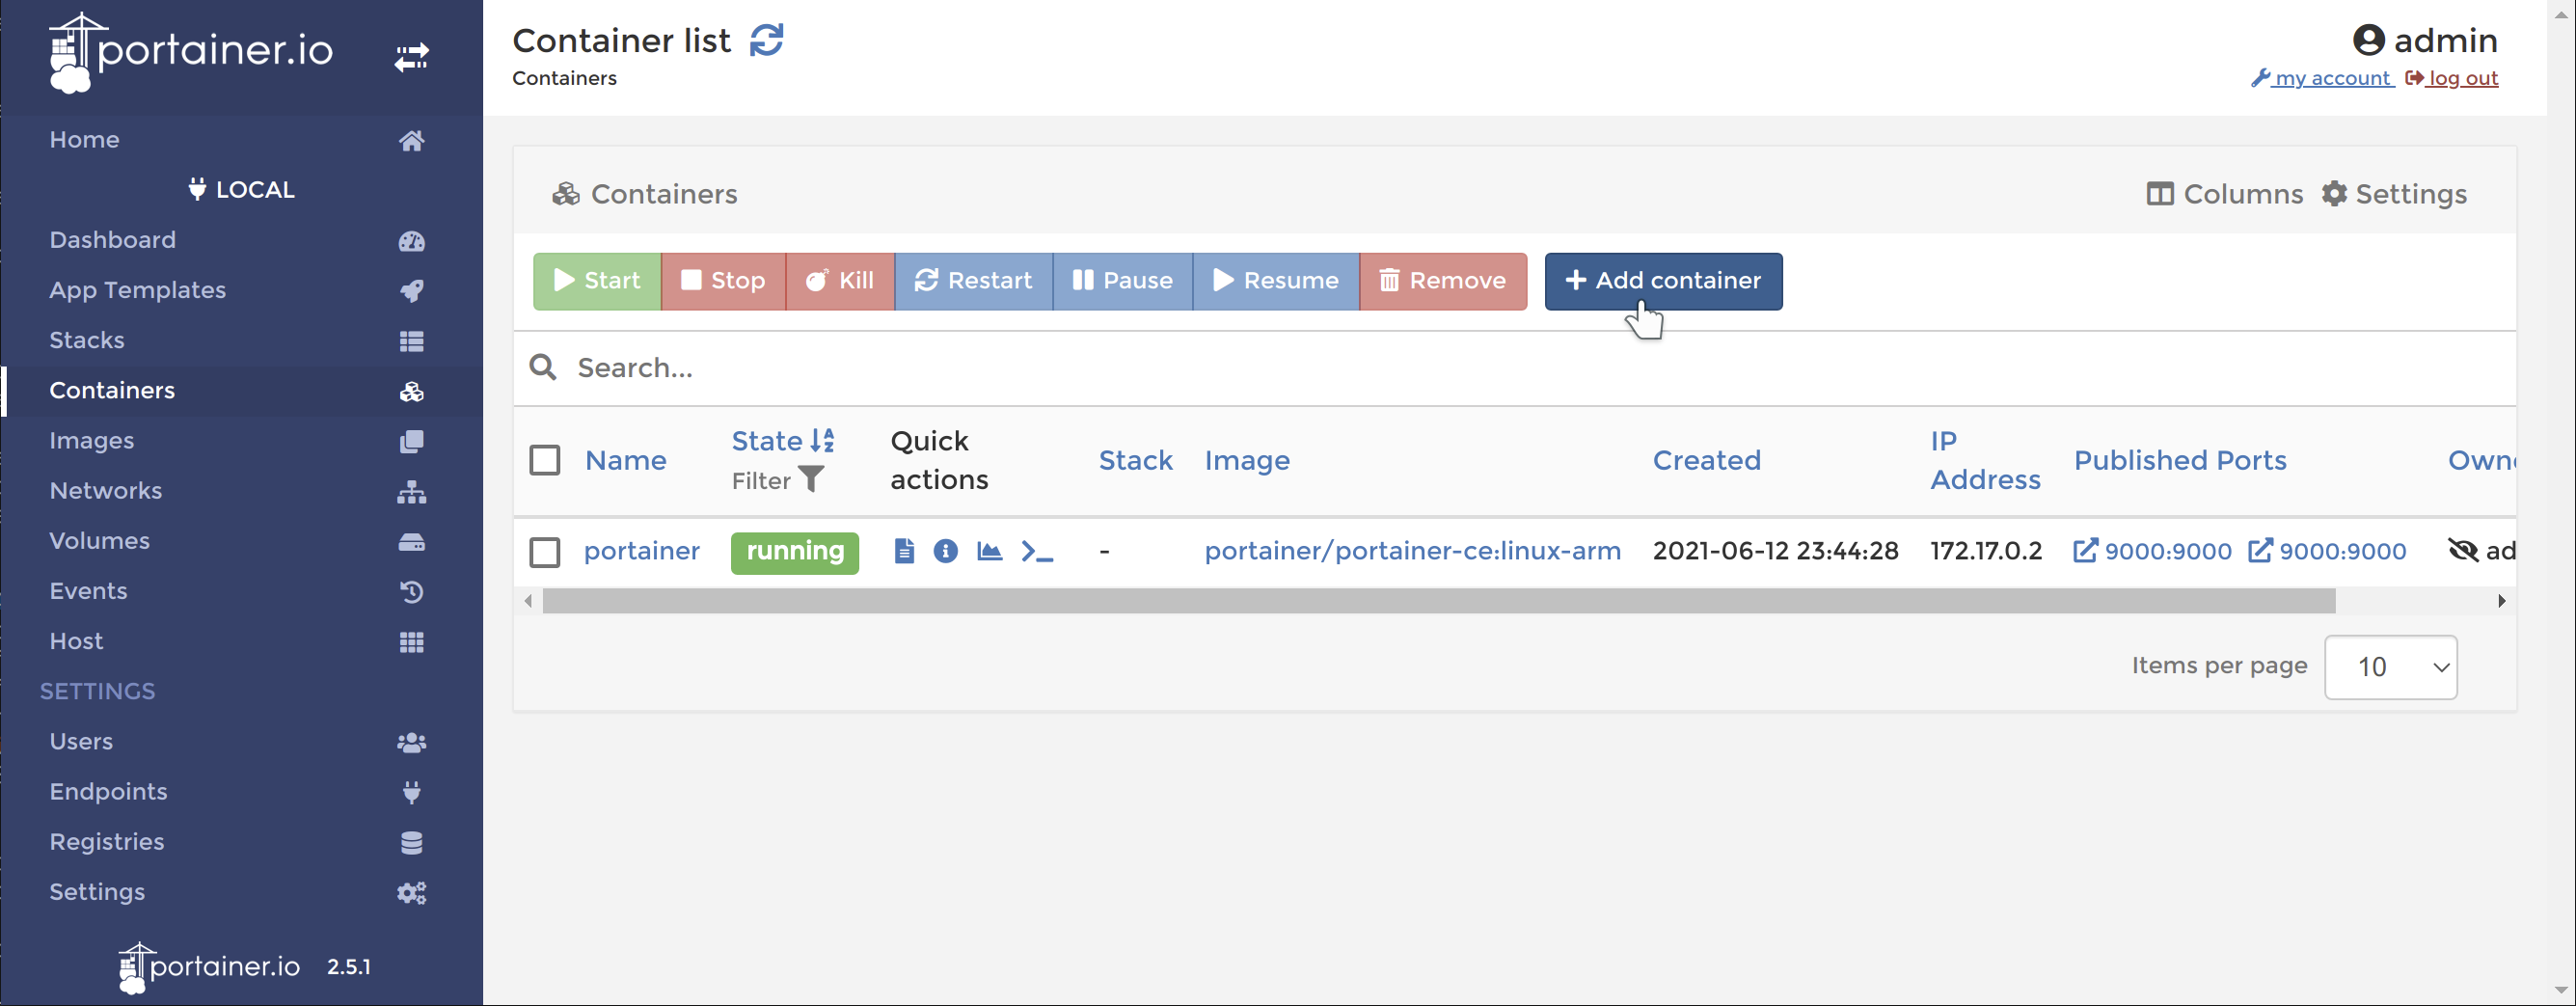 portainer.io
Home
LOCAL
Dashboard
App Templates
Stacks
Containers
Images
Networks
Volumes
Events
Host
SETTINGS
Users
Endpoints
Registries
Settings
portainer.io 2.5.1
Container list
Containers
admin
my account log out
Containers
Columns Settings
Start Stop Kill Restart Pause Resume Remove Add container
Search...
Name State Filter Quick actions Stack Image Created IP Address Published Ports Own
portainer running - portainer/portainer-ce:linux-arm 2021-06-12 23:44:28 172.17.0.2 9000:9000 9000:9000 ad
Items per page 10